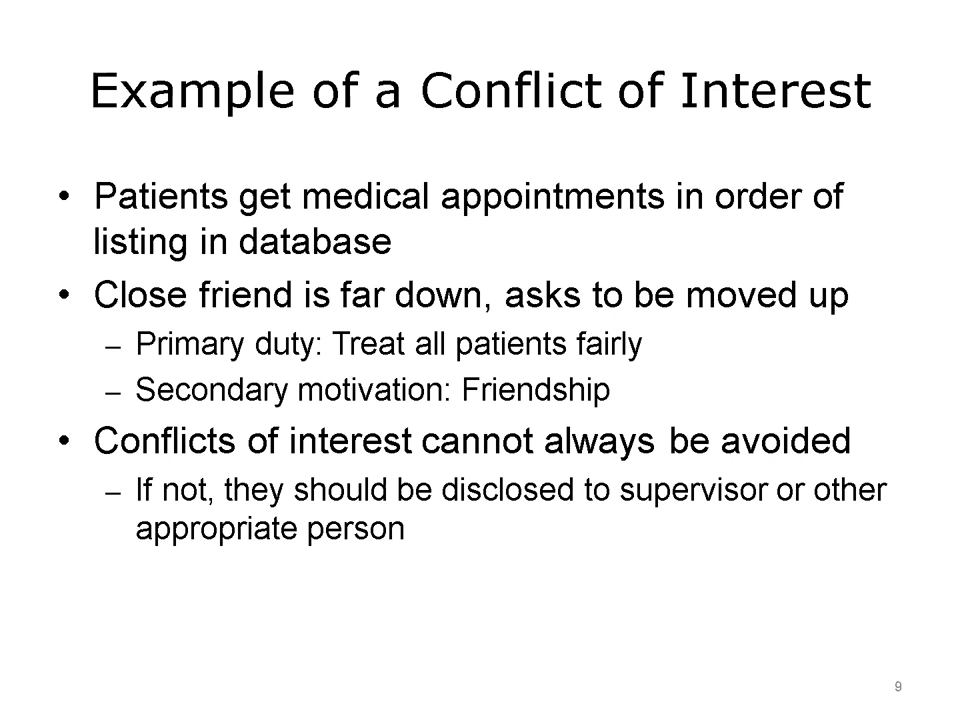 Example of a Conflict of Interest
• Patients get medical appointments in order of
listing in database
• Close friend is far down, asks to be moved up
– Primary duty: Treat all patients fairly
– Secondary motivation: Friendship
• Conflicts of interest cannot always be avoided
– If not, they should be disclosed to supervisor or other
appropriate person
9